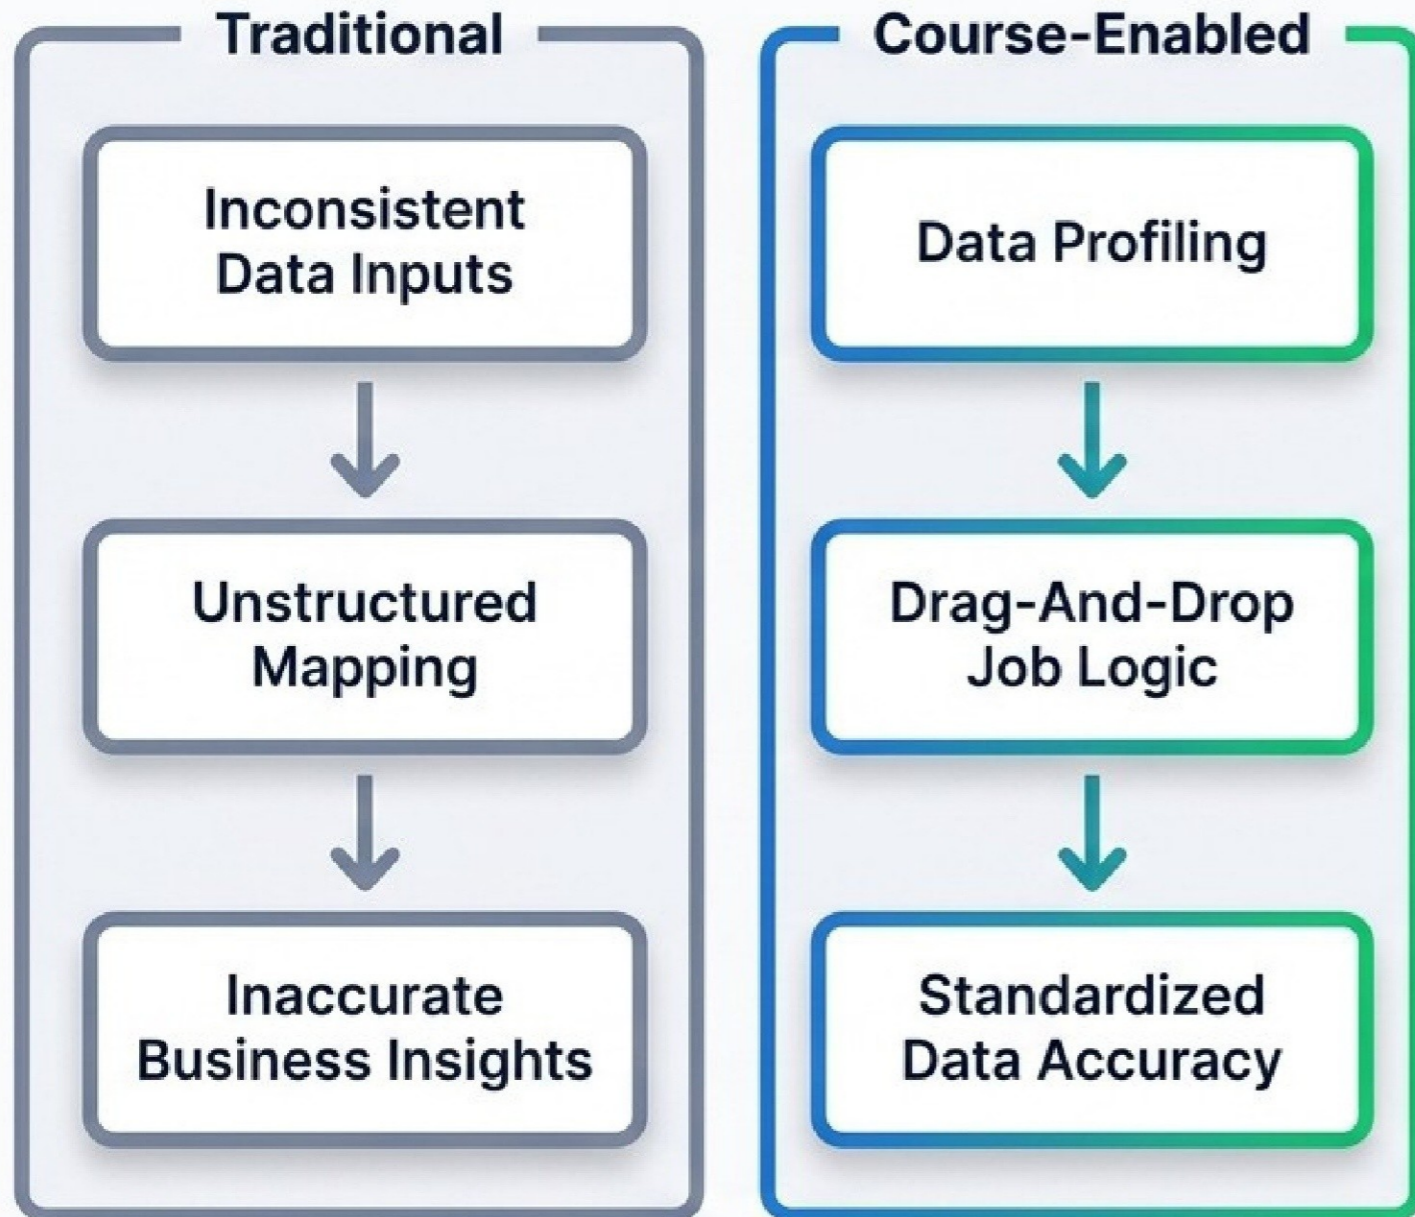 Traditional
Inconsistent
Data Inputs
Unstructured
Mapping
Inaccurate
Business Insights
Course-Enabled
Data Profiling
Drag-And-Drop
Job Logic
Standardized
Data Accuracy